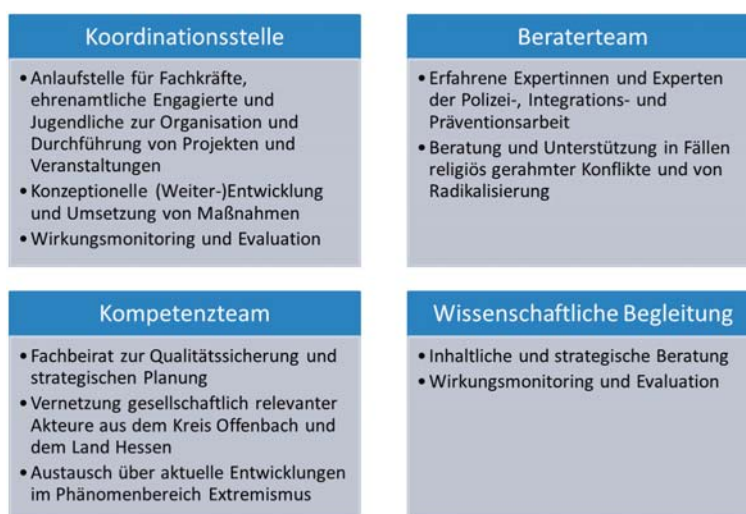 Koordinationsstelle
• Anlaufstelle für Fachkräfte,
ehrenamtliche Engagierte und
Jugendliche zur Organisation und
Durchführung von Projekten und
Veranstaltungen
• Konzeptionelle (Weiter-)Entwicklung
und Umsetzung von Maßnahmen
• Wirkungsmonitoring und Evaluation
Beraterteam
• Erfahrene Expertinnen und Experten
der Polizei-, Integrations- und
Präventionsarbeit
• Beratung und Unterstützung in Fällen
religiös gerahmter Konflikte und von
Radikalisierung
Kompetenzteam
• Fachbeirat zur Qualitätssicherung und
strategischen Planung
• Vernetzung gesellschaftlich relevanter
Akteure aus dem Kreis Offenbach und
dem Land Hessen
• Austausch über aktuelle Entwicklungen
im Phänomenbereich Extremismus
Wissenschaftliche Begleitung
• Inhaltliche und strategische Beratung
• Wirkungsmonitoring und Evaluation